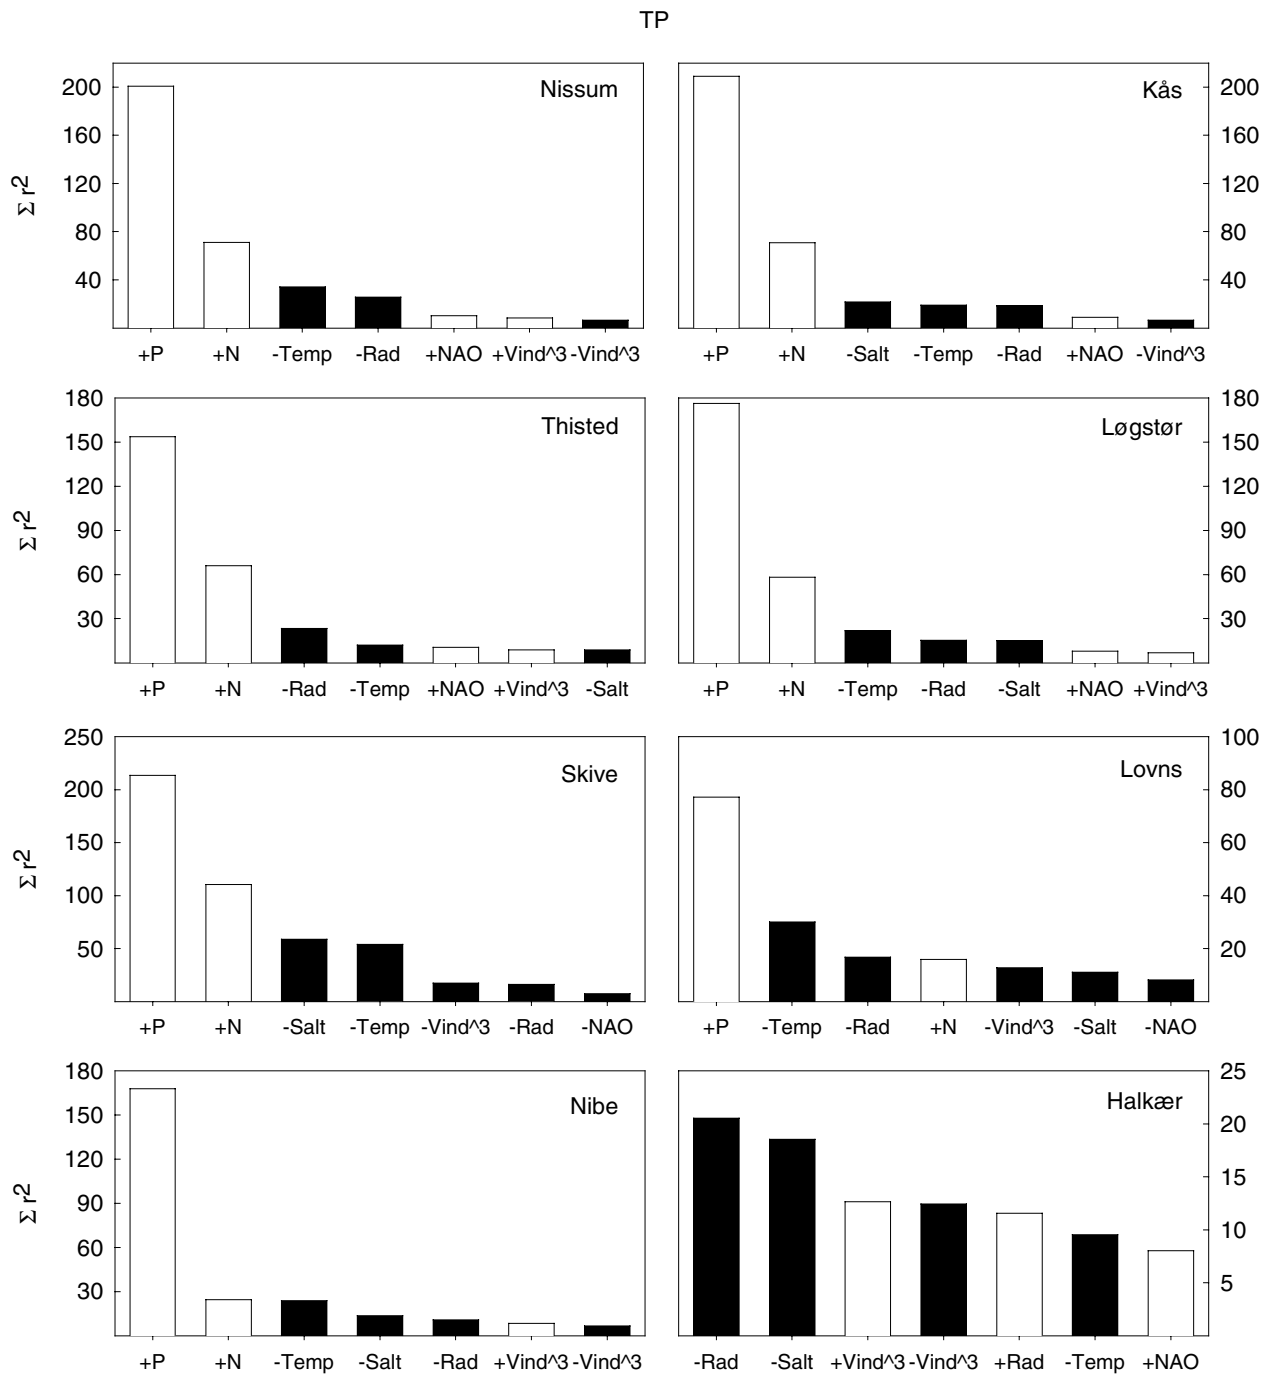 TP
Nissum
200
160
120
80
40
Σ r²
+P +N -Temp -Rad +NAO +Vind^3 -Vind^3
Kås
200
160
120
80
40
+P +N -Salt -Temp -Rad +NAO -Vind^3
Thisted
180
150
120
90
60
30
Σ r²
+P +N -Rad -Temp +NAO +Vind^3 -Salt
Løgstør
180
150
120
90
60
30
+P +N -Temp -Rad -Salt +NAO +Vind^3
Skive
250
200
150
100
50
Σ r²
+P +N -Salt -Temp -Vind^3 -Rad -NAO
Lovns
100
80
60
40
20
+P -Temp -Rad +N -Vind^3 -Salt -NAO
Nibe
180
150
120
90
60
30
Σ r²
+P +N -Temp -Salt -Rad +Vind^3 -Vind^3
Halkær
25
20
15
10
5
-Rad -Salt +Vind^3 -Vind^3 +Rad -Temp +NAO